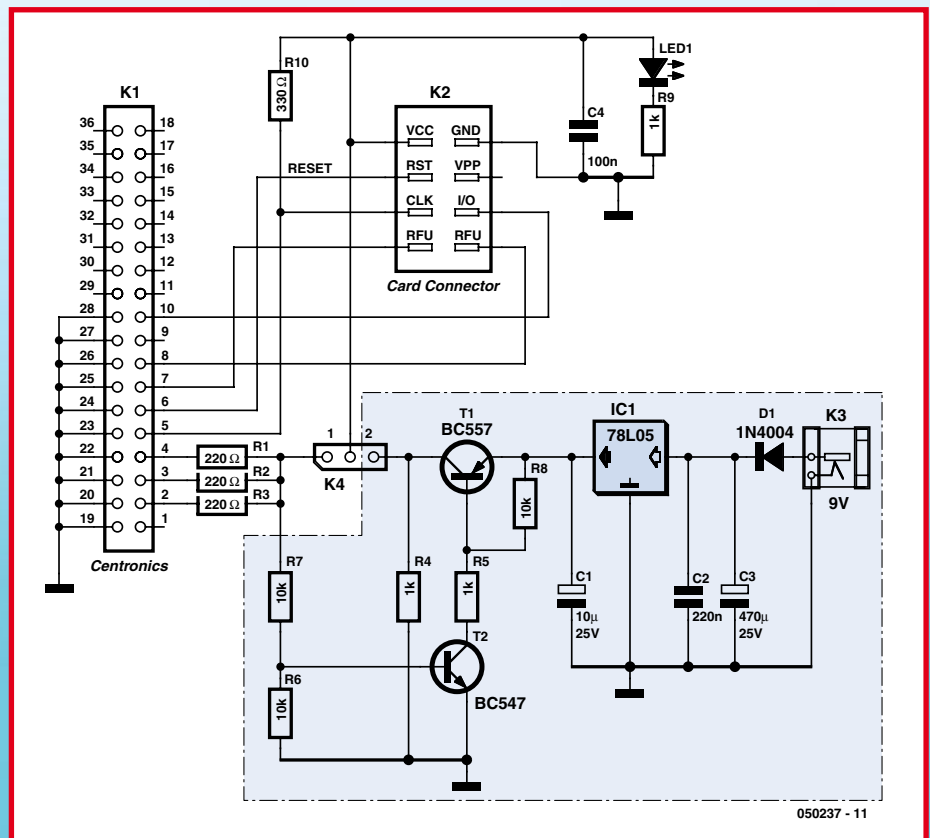 LED1
R10
330 Ω
K1
K2
R9
1k
C4
100n
VCC GND
RST VPP
CLK I/O
RFU RFU
RESET
Card Connector
36 18
35 17
34 16
33 15
32 14
31 13
30 12
29 11
28 10
27 9
26 8
25 7
24 6
23 5
22 4
21 3
20 2
19 1
Centronics
R1
220 Ω
R2
220 Ω
R3
220 Ω
1 2
K4
T1
BC557
IC1
78L05
D1
1N4004
K3
9V
R8
10k
R7
10k
R4
1k
R5
1k
C1
10µ
25V
C2
220n
C3
470µ
25V
T2
BC547
R6
10k
050237 - 11